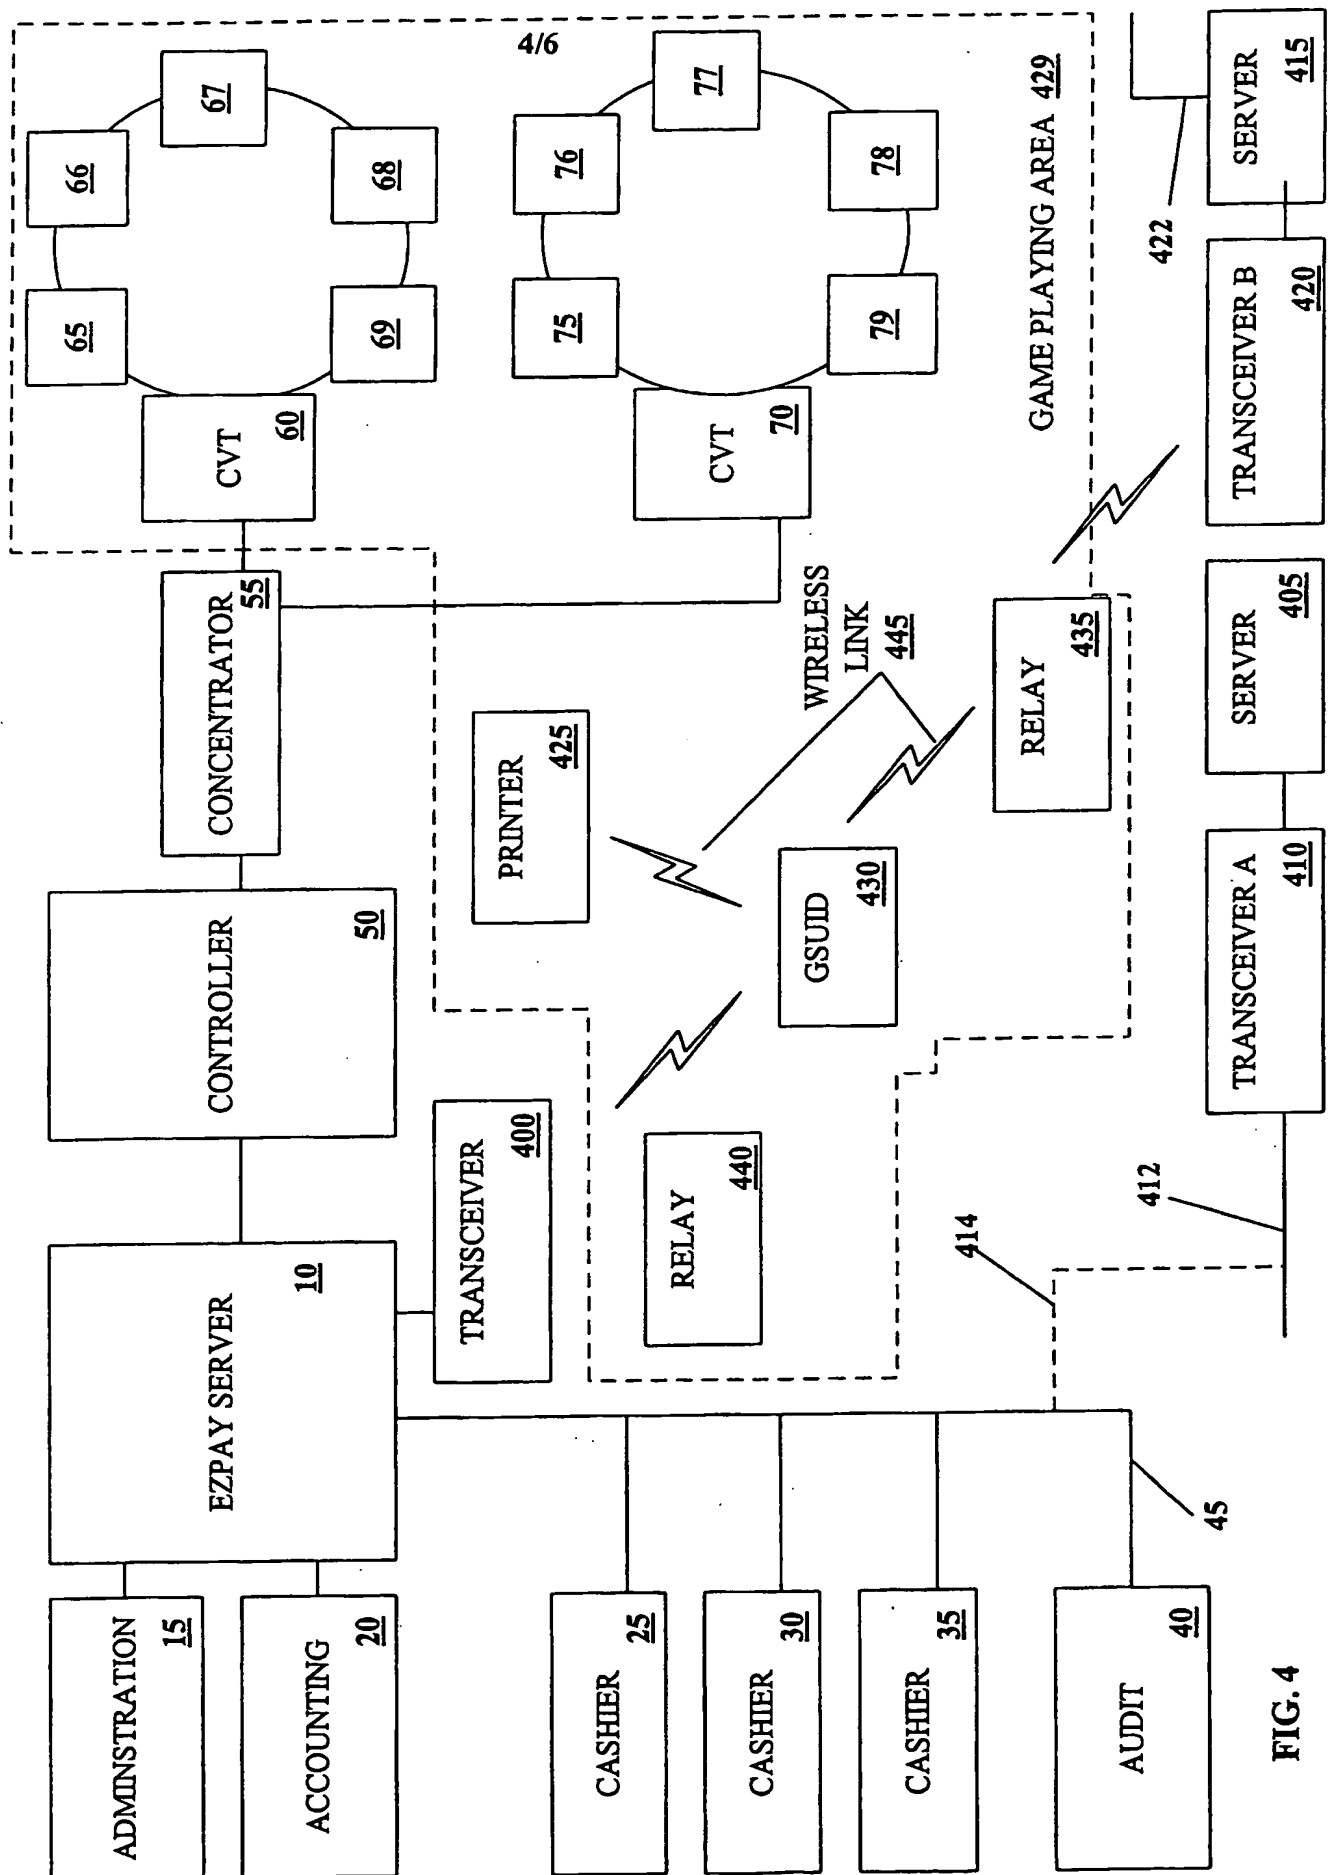 4/6
ADMINSTRATION
15
ACCOUNTING
20
EZPAY SERVER
10
CONTROLLER
50
CONCENTRATOR
55
CVT
60
65
66
67
68
69
CVT
70
75
76
77
78
79
CASHIER
25
CASHIER
30
CASHIER
35
AUDIT
40
45
TRANSCEIVER
400
RELAY
440
PRINTER
425
GSUID
430
WIRELESS
LINK
445
RELAY
435
GAME PLAYING AREA 429
414
412
TRANSCEIVER A
410
SERVER
405
TRANSCEIVER B
420
SERVER
415
422
FIG. 4